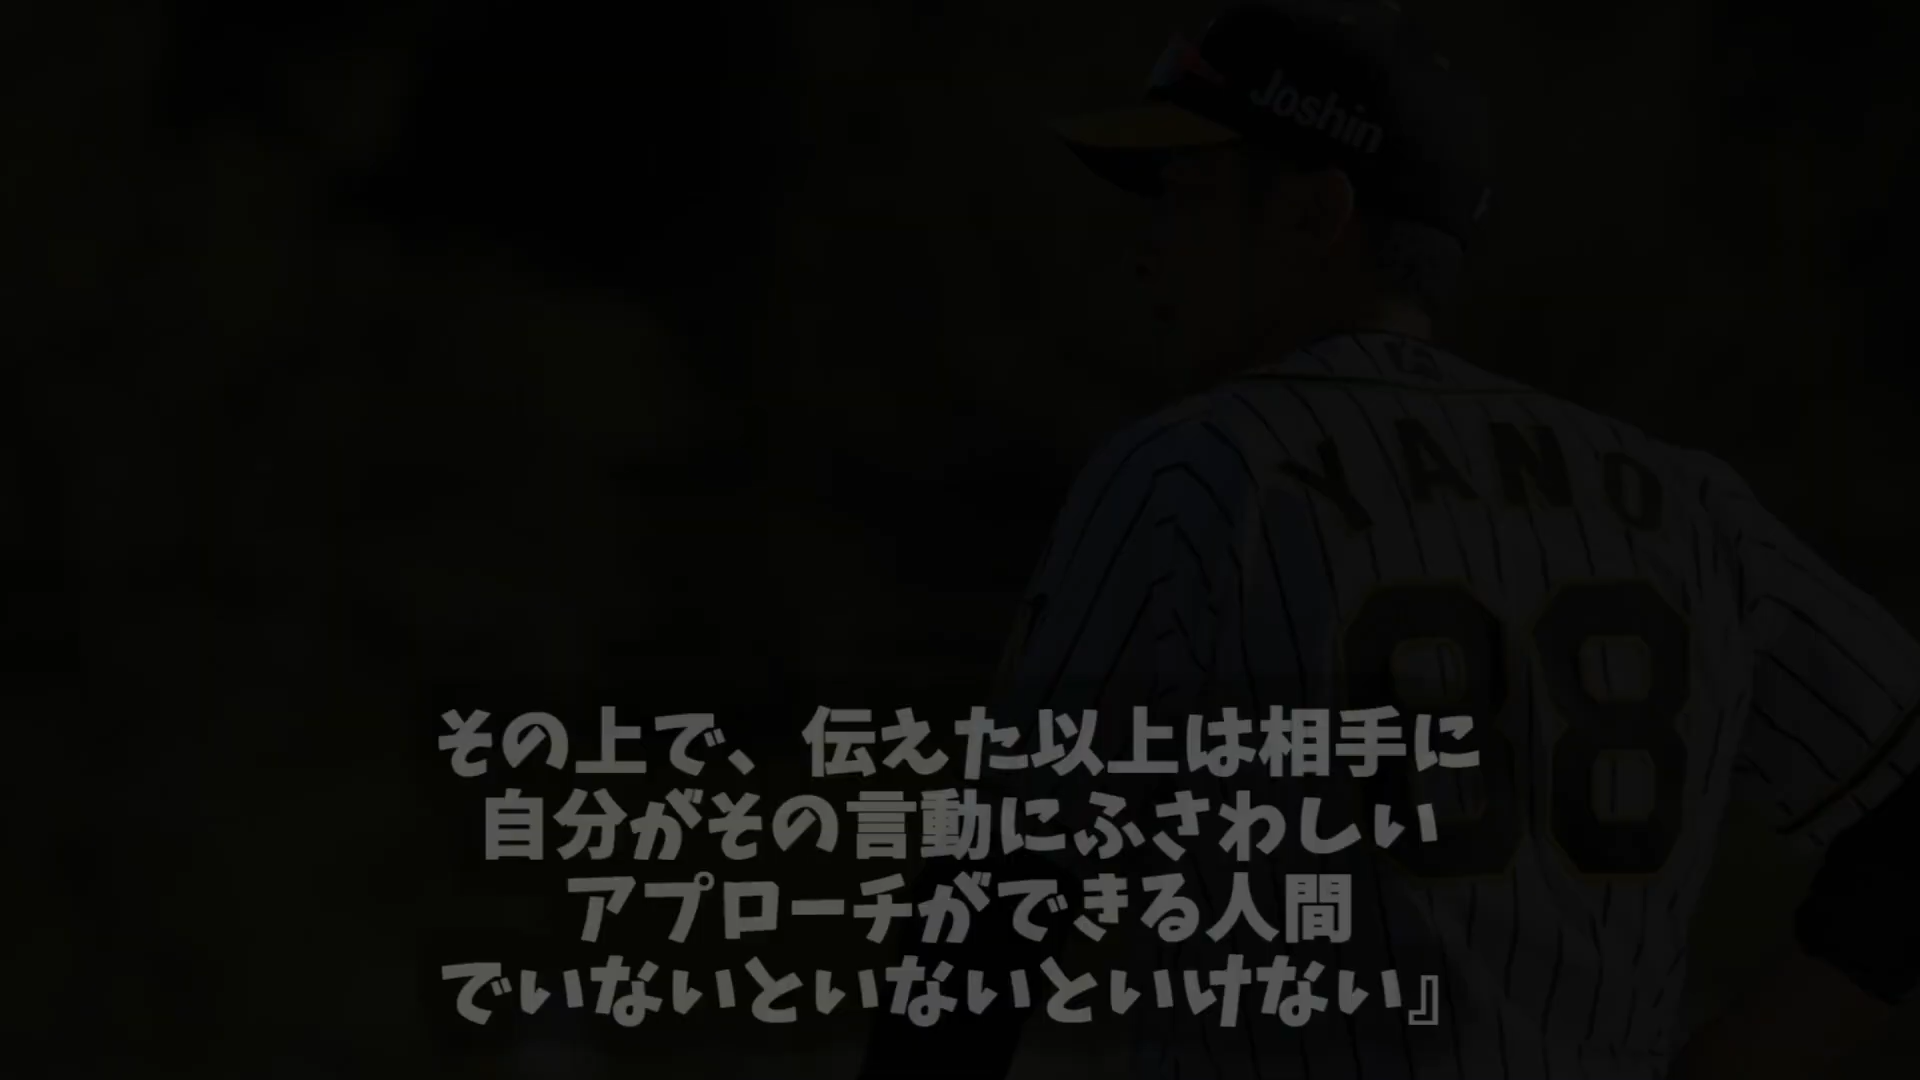 Joshin
YANO
88
その上で、伝えた以上は相手に
自分がその言動にふさわしい
アプローチができる人間
でいないといないといけない』